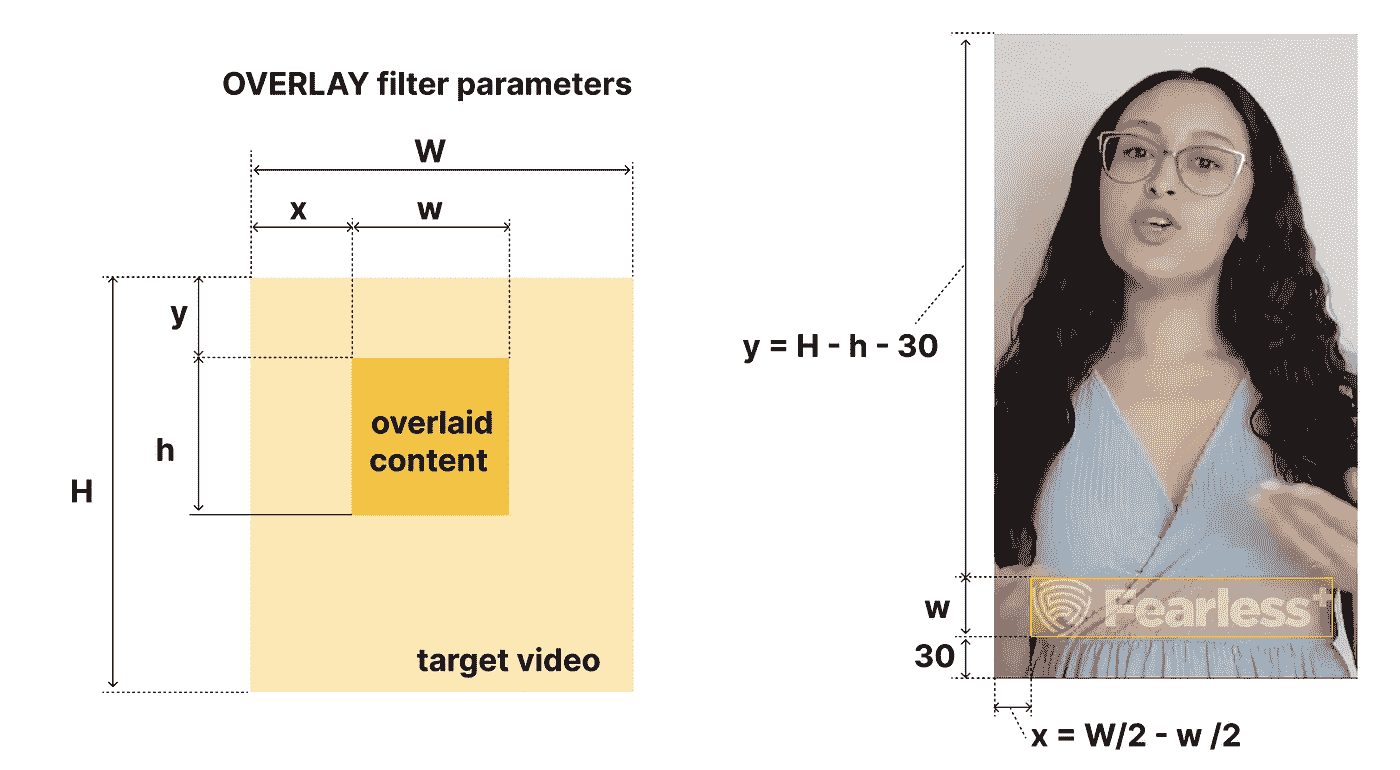 OVERLAY filter parameters
W
x
w
y
h
H
overlaid
content
target video
y = H - h - 30
w
30
Fearless+
x = W/2 - w /2